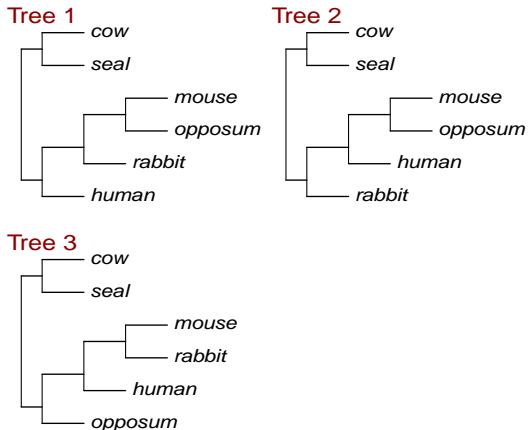 Tree 1
cow
seal
mouse
opposum
rabbit
human
Tree 2
cow
seal
mouse
opposum
human
rabbit
Tree 3
cow
seal
mouse
rabbit
human
opposum